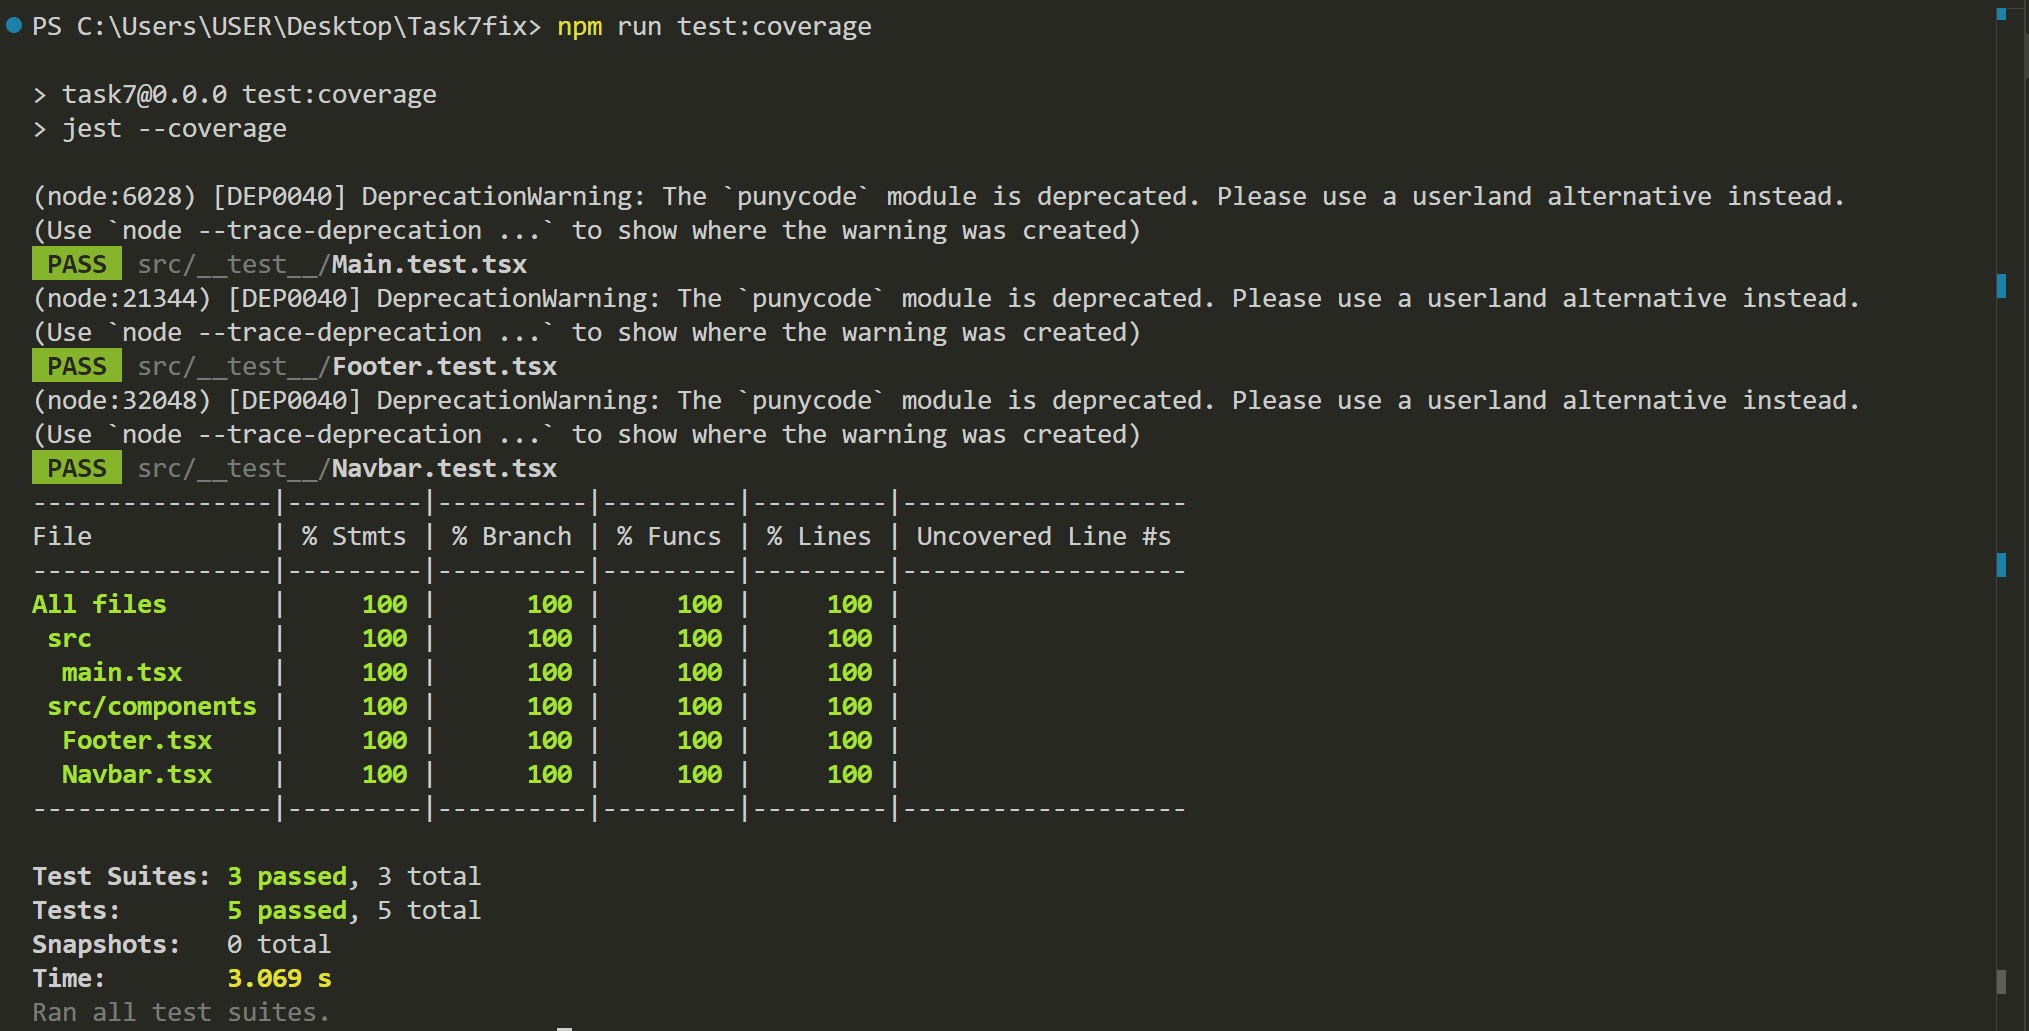 PS C:\Users\USER\Desktop\Task7fix> npm run test:coverage
> task7@0.0.0 test:coverage
> jest --coverage
(node:6028) [DEP0040] DeprecationWarning: The `punycode` module is deprecated. Please use a userland alternative instead.
(Use `node --trace-deprecation ...` to show where the warning was created)
PASS src/__test__/Main.test.tsx
(node:21344) [DEP0040] DeprecationWarning: The `punycode` module is deprecated. Please use a userland alternative instead.
(Use `node --trace-deprecation ...` to show where the warning was created)
PASS src/__test__/Footer.test.tsx
(node:32048) [DEP0040] DeprecationWarning: The `punycode` module is deprecated. Please use a userland alternative instead.
(Use `node --trace-deprecation ...` to show where the warning was created)
PASS src/__test__/Navbar.test.tsx
----------------|---------|----------|---------|---------|-------------------
File            | % Stmts | % Branch | % Funcs | % Lines | Uncovered Line #s
----------------|---------|----------|---------|---------|-------------------
All files       |     100 |      100 |     100 |     100 |
 src            |     100 |      100 |     100 |     100 |
  main.tsx      |     100 |      100 |     100 |     100 |
 src/components |     100 |      100 |     100 |     100 |
  Footer.tsx    |     100 |      100 |     100 |     100 |
  Navbar.tsx    |     100 |      100 |     100 |     100 |
----------------|---------|----------|---------|---------|-------------------
Test Suites: 3 passed, 3 total
Tests:       5 passed, 5 total
Snapshots:   0 total
Time:        3.069 s
Ran all test suites.